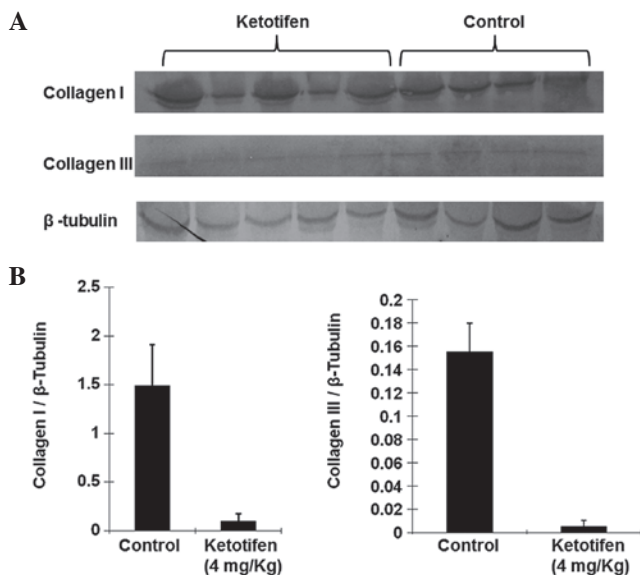 A
Ketotifen Control
Collagen I
Collagen III
β -tubulin
B
Collagen I / β-Tubulin
2.5
2
1.5
1
0.5
0
Control Ketotifen
(4 mg/Kg)
Collagen III / β-Tubulin
0.2
0.18
0.16
0.14
0.12
0.1
0.08
0.06
0.04
0.02
0
Control Ketotifen
(4 mg/Kg)